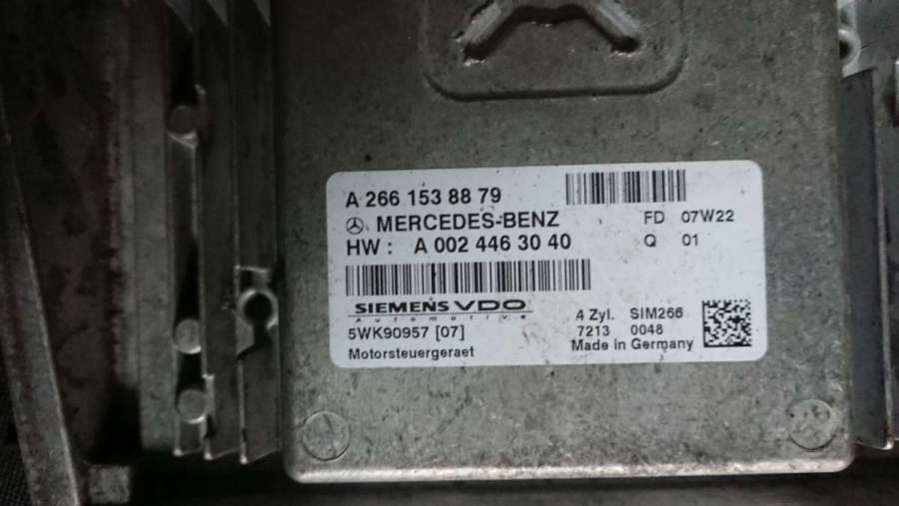 A 266 153 88 79
MERCEDES-BENZ FD 07W22
HW : A 002 446 30 40 Q 01
SIEMENS VDO
Automotive 4 Zyl. SIM266
5WK90957 [07] 7213 0048
Motorsteuergeraet Made in Germany